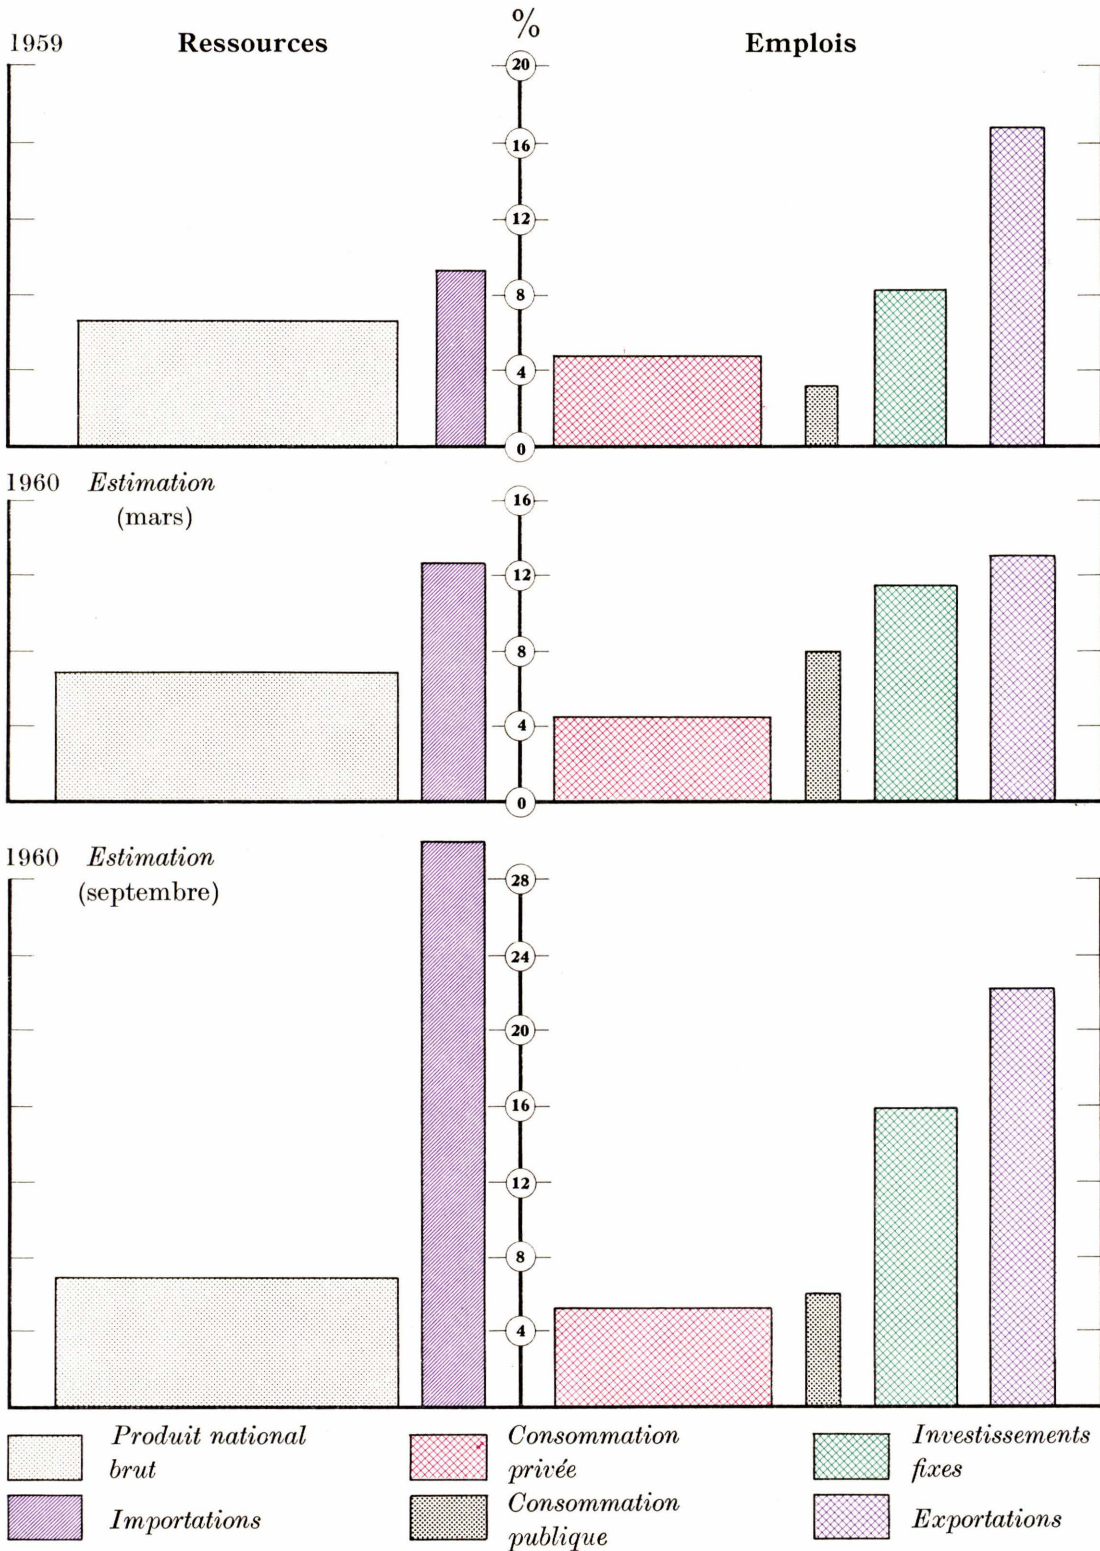 %
1959 Ressources Emplois
20
16
12
8
4
0
1960 Estimation
(mars)
16
12
8
4
0
1960 Estimation
(septembre)
28
24
20
16
12
8
4
Produit national
brut
Importations
Consommation
privée
Consommation
publique
Investissements
fixes
Exportations